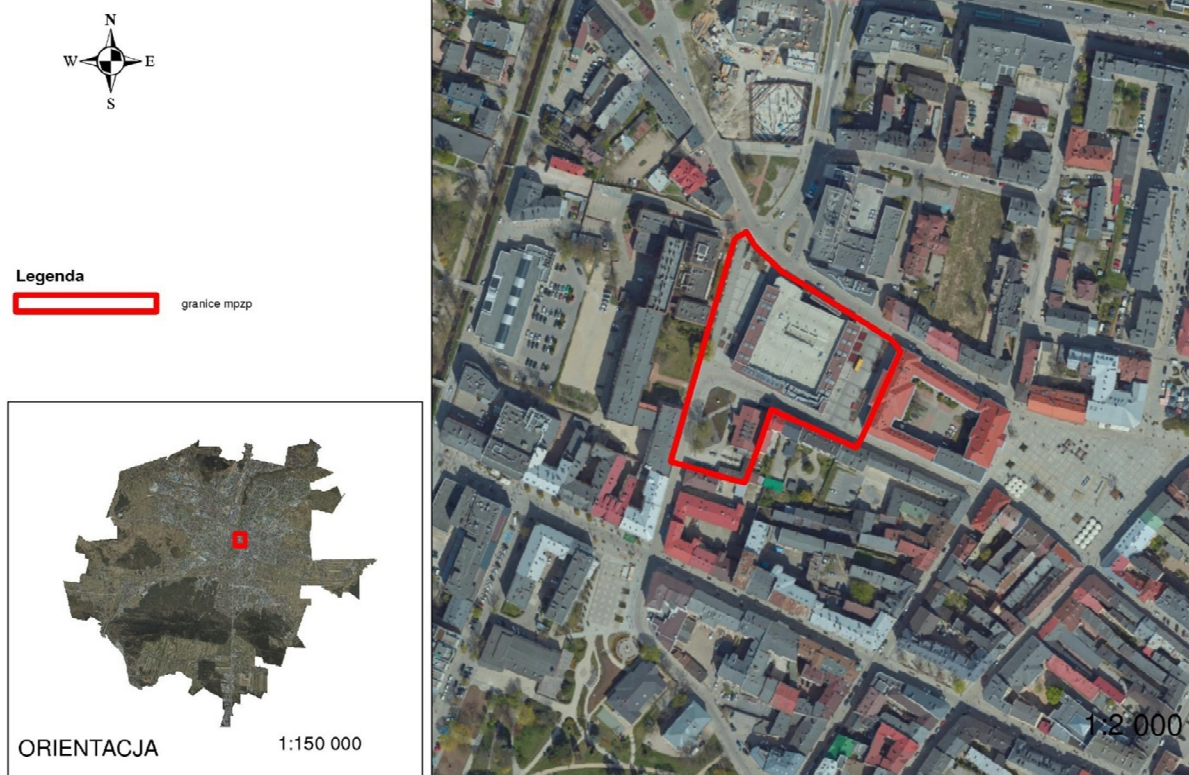 N
W E
S
Legenda
granice mpzp
ORIENTACJA
1:150 000
1:2 000